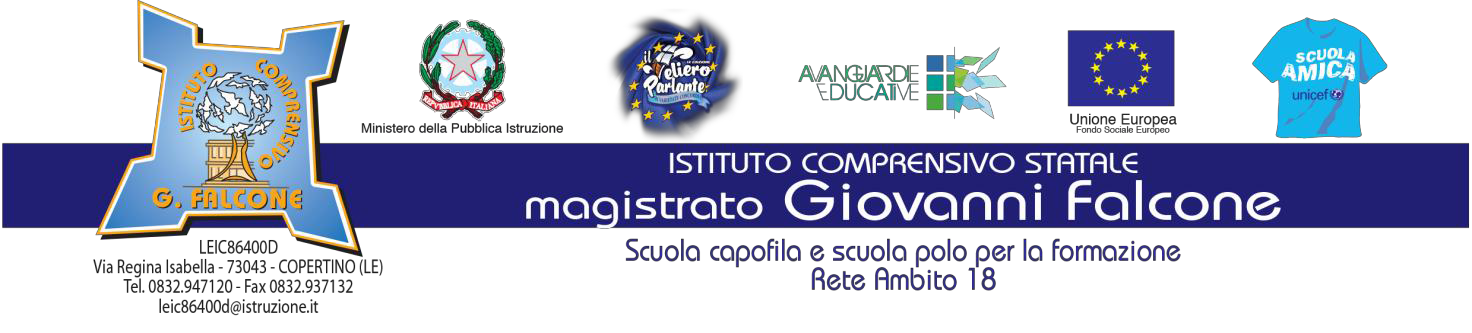 ISTITUTO COMPRENSIVO
G. FALCONE
REPVBBLICA ITALIANA
Ministero della Pubblica Istruzione
il
Veliero
Parlante
AVANGUARDIE
EDUCATIVE
Unione Europea
Fondo Sociale Europeo
SCUOLA
AMICA
unicef
ISTITUTO COMPRENSIVO STATALE
magistrato Giovanni Falcone
LEIC86400D
Via Regina Isabella - 73043 - COPERTINO (LE)
Tel. 0832.947120 - Fax 0832.937132
leic86400d@istruzione.it
Scuola capofila e scuola polo per la formazione
Rete Ambito 18